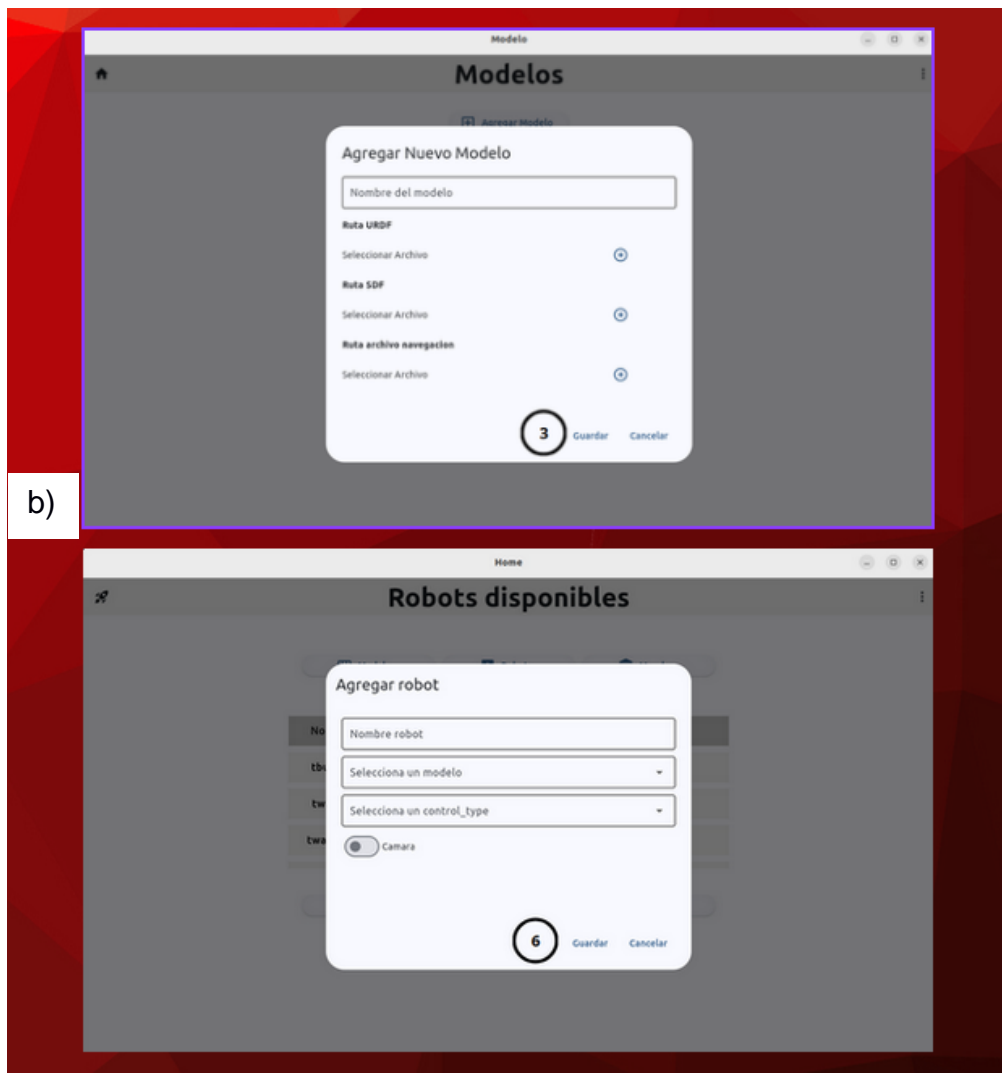 Modelo
Modelos
Agregar Modelo
Agregar Nuevo Modelo
Nombre del modelo
Ruta URDF
Seleccionar Archivo
Ruta SDF
Seleccionar Archivo
Ruta archivo navegacion
Seleccionar Archivo
3 Guardar Cancelar
b)
Home
Robots disponibles
Agregar robot
Nombre robot
Selecciona un modelo
Selecciona un control_type
Camara
6 Guardar Cancelar